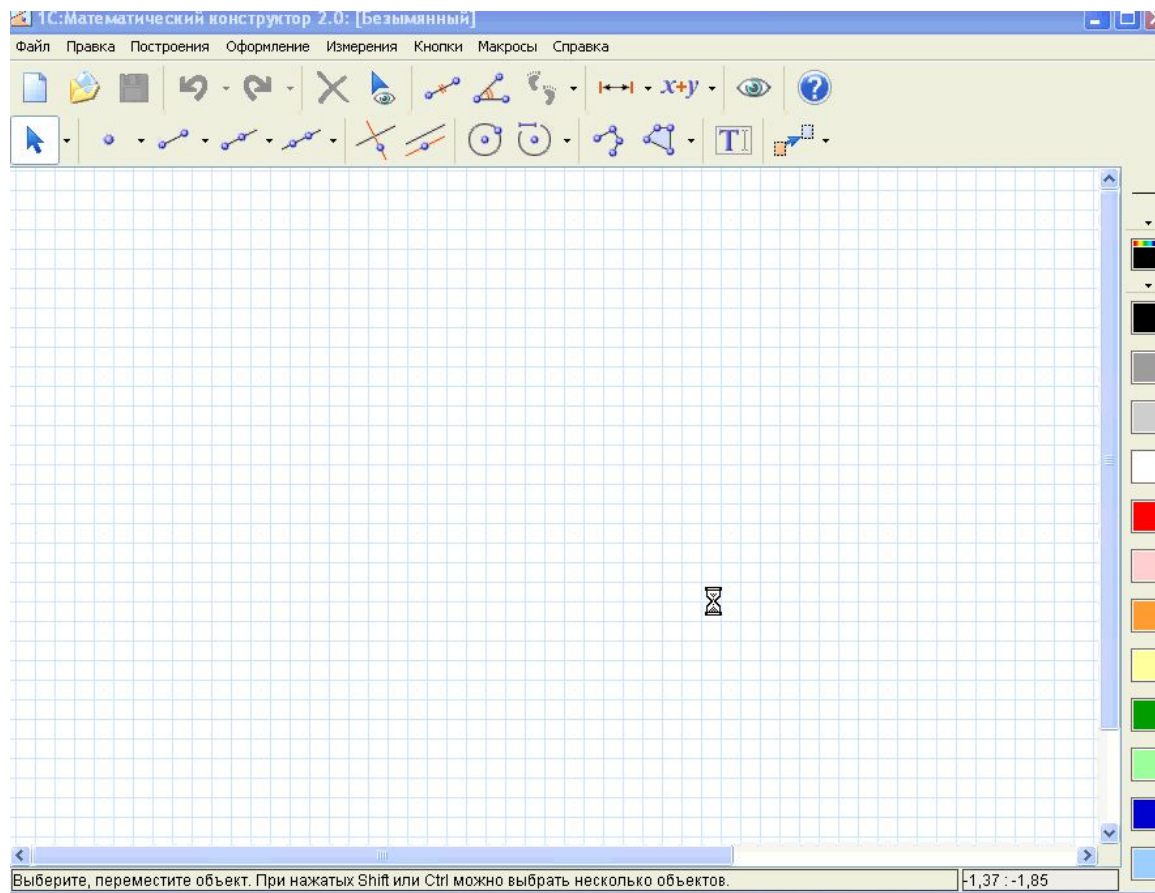 1С:Математический конструктор 2.0: [Безымянный]
Файл Правка Построения Оформление Измерения Кнопки Макросы Справка
x+y
?
T
Выберите, переместите объект. При нажатых Shift или Ctrl можно выбрать несколько объектов.
-1,37 : -1,85